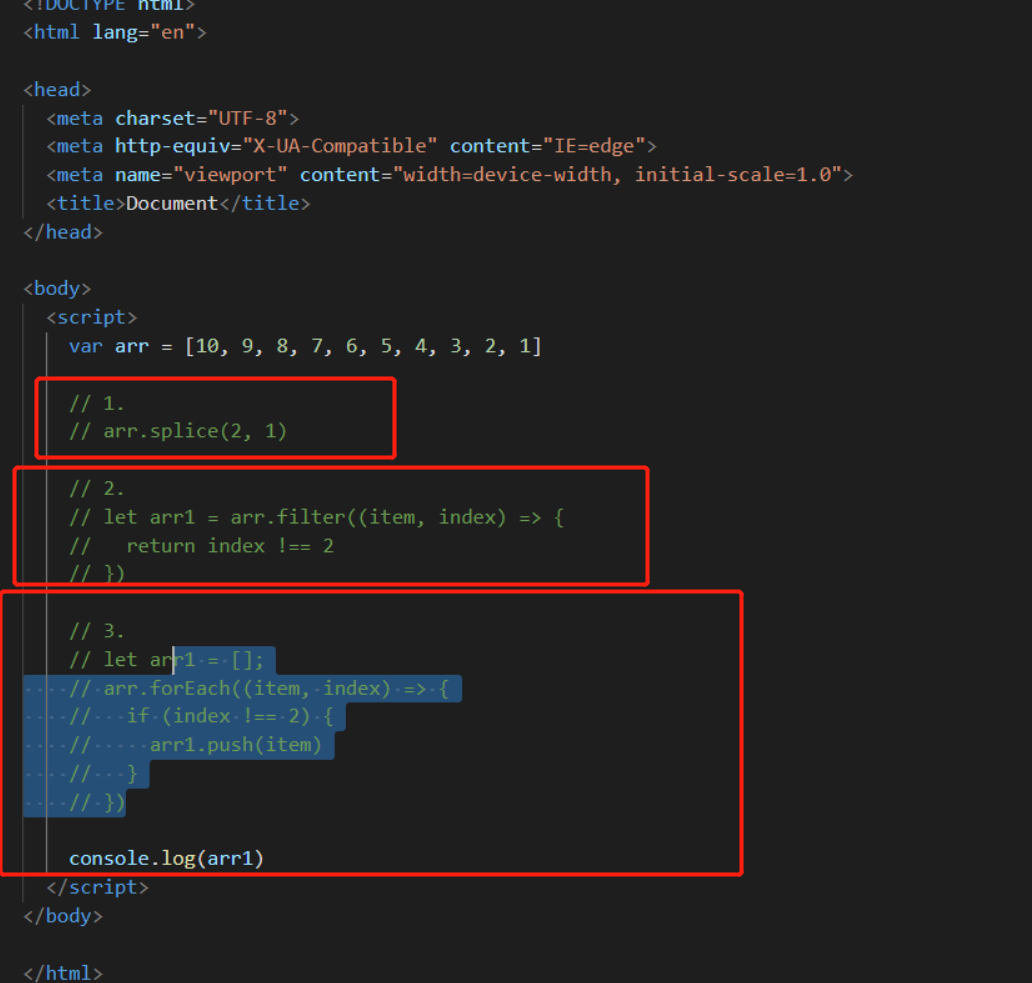 <!DOCTYPE html>
<html lang="en">
<head>
<meta charset="UTF-8">
<meta http-equiv="X-UA-Compatible" content="IE=edge">
<meta name="viewport" content="width=device-width, initial-scale=1.0">
<title>Document</title>
</head>
<body>
<script>
var arr = [10, 9, 8, 7, 6, 5, 4, 3, 2, 1]
// 1.
// arr.splice(2, 1)
// 2.
// let arr1 = arr.filter((item, index) => {
//   return index !== 2
// })
// 3.
// let arr1 = [];
// arr.forEach((item, index) => {
//   if (index !== 2) {
//     arr1.push(item)
//   }
// })
console.log(arr1)
</script>
</body>
</html>